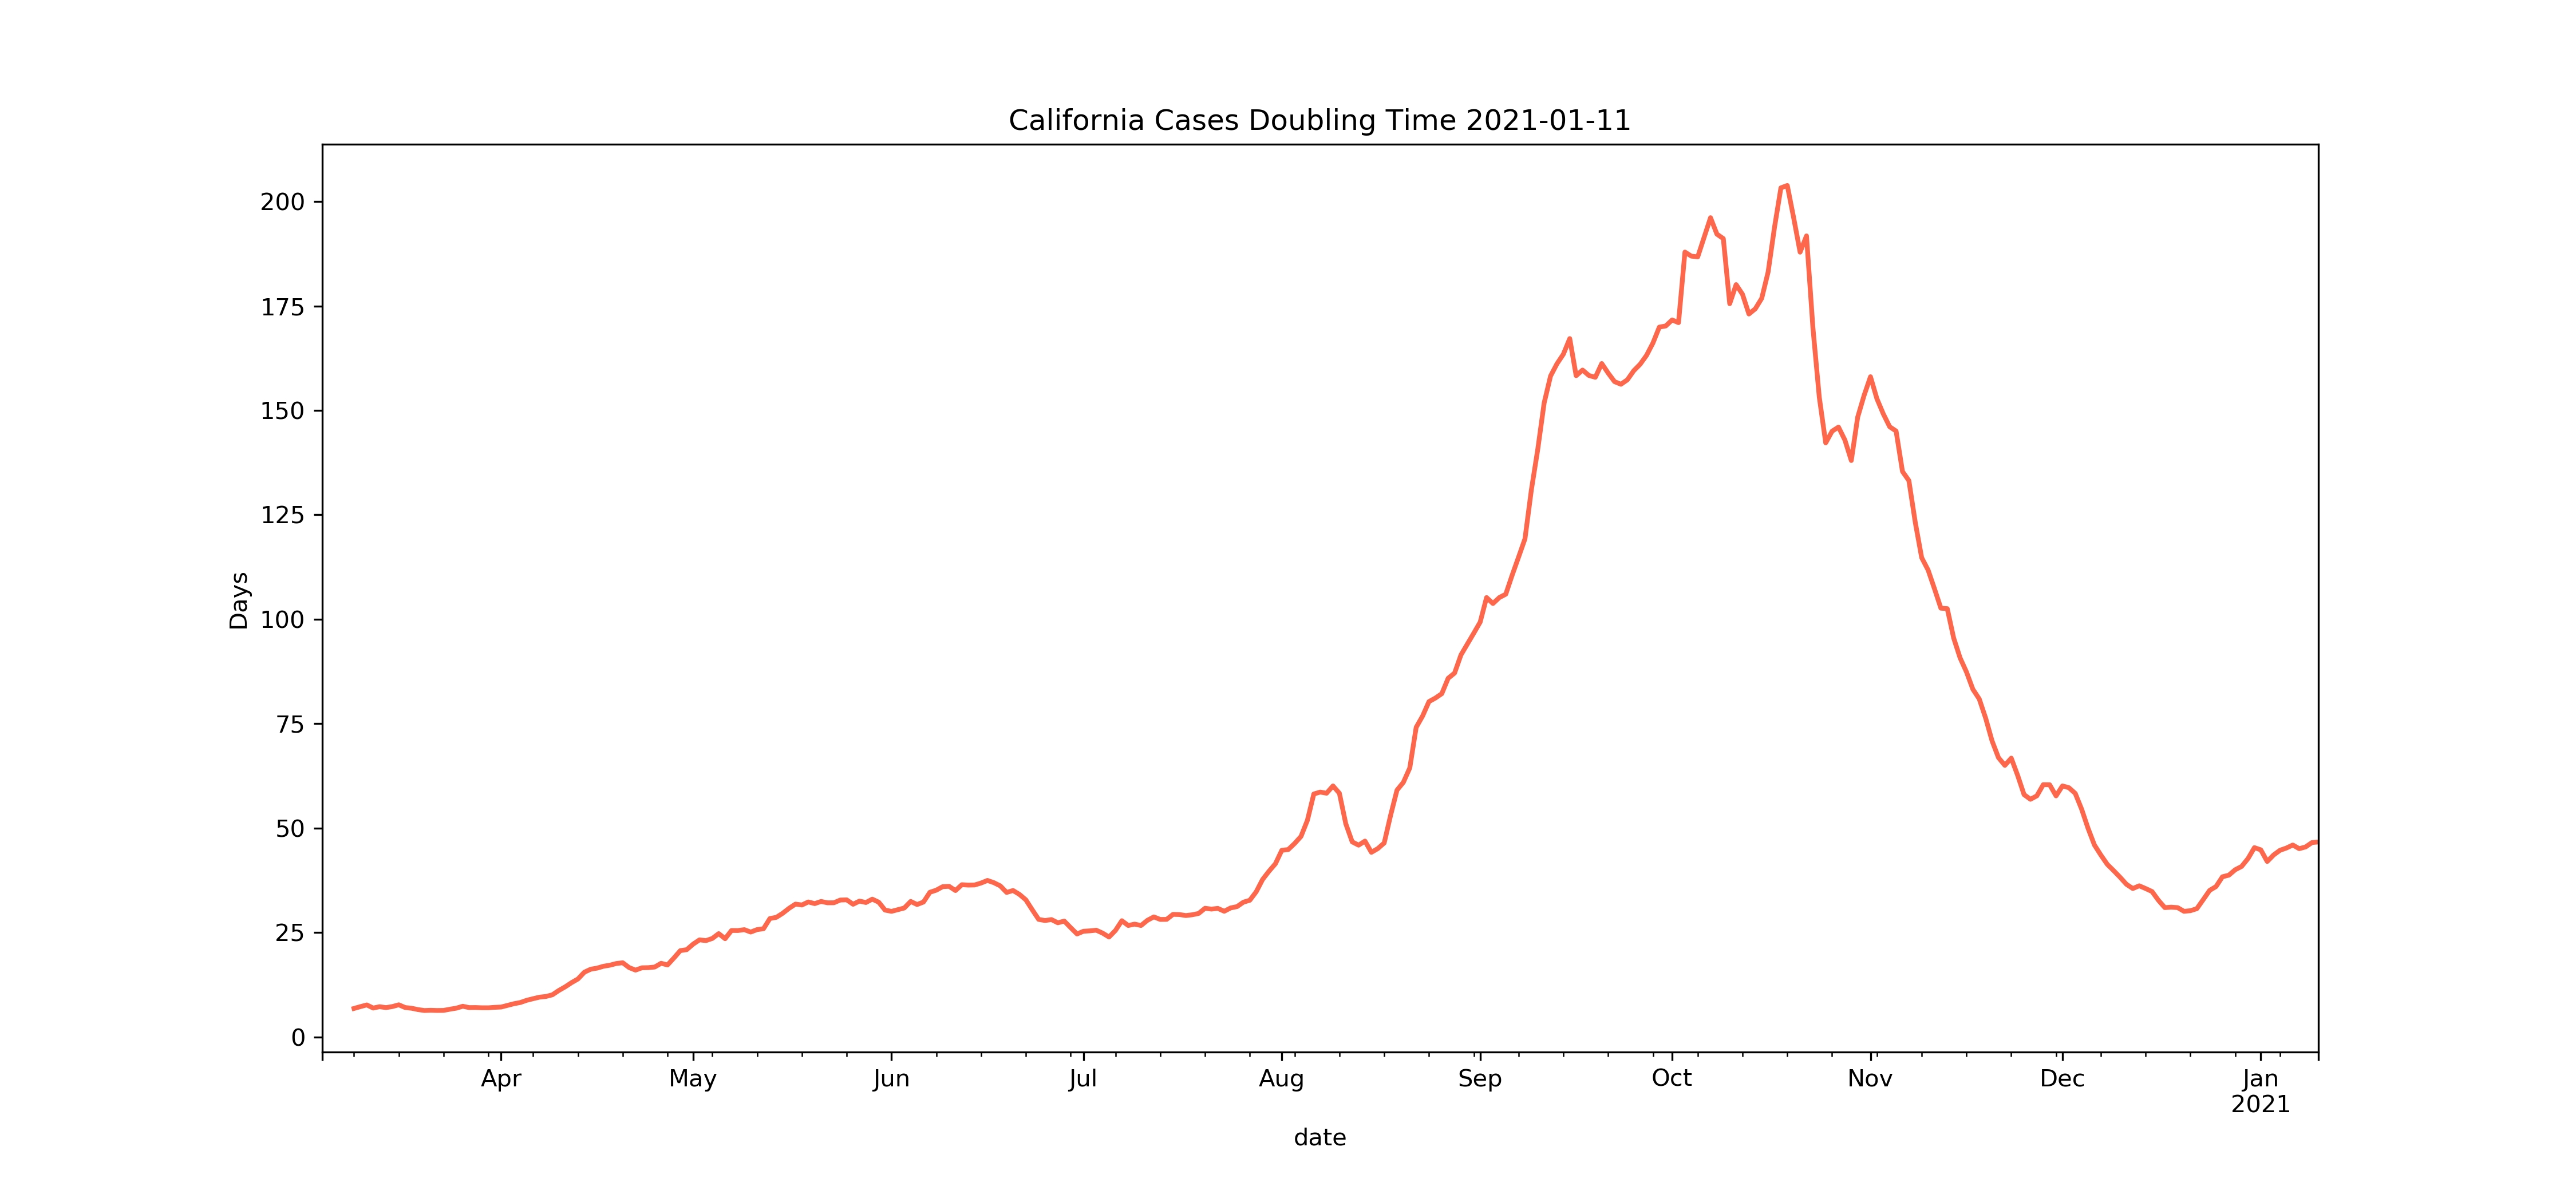 California Cases Doubling Time 2021-01-11
200
175
150
125
100
75
50
25
0
Days
Apr May Jun Jul Aug Sep Oct Nov Dec Jan
2021
date